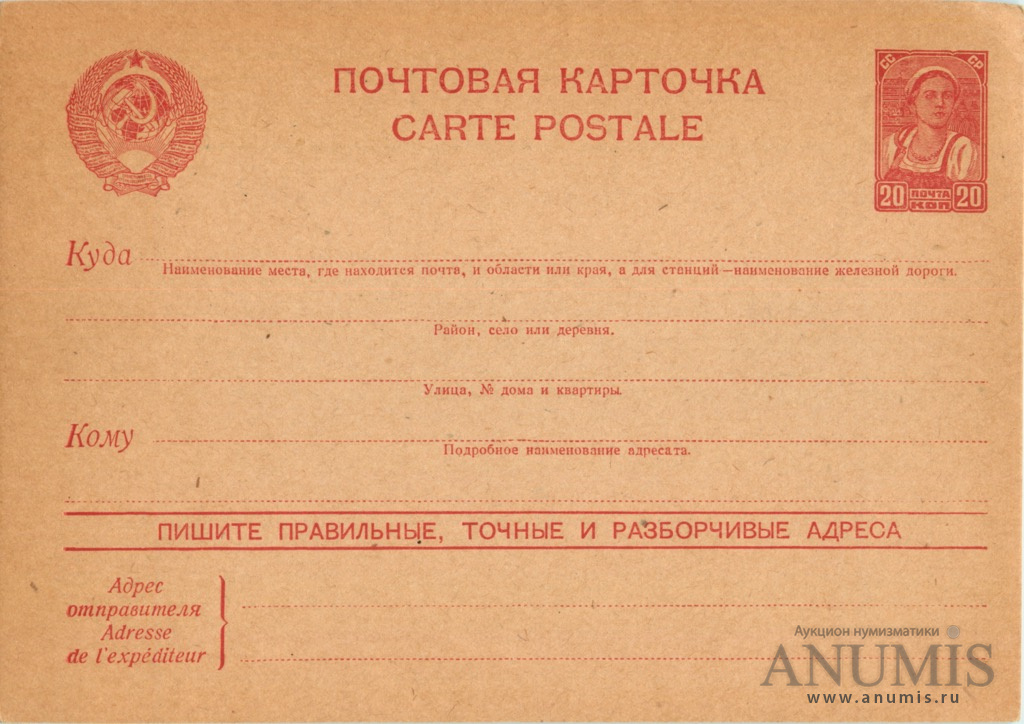 ПОЧТОВАЯ КАРТОЧКА
CARTE POSTALE
СС СР
20 ПОЧТА КОП 20
Куда
Наименование места, где находится почта, и области или края, а для станций—наименование железной дороги.
Район, село или деревня.
Улица, № дома и квартиры.
Кому
Подробное наименование адресата.
ПИШИТЕ ПРАВИЛЬНЫЕ, ТОЧНЫЕ И РАЗБОРЧИВЫЕ АДРЕСА
Адрес
отправителя
Adresse
de l'expéditeur
Аукцион нумизматики
ANUMIS
www.anumis.ru